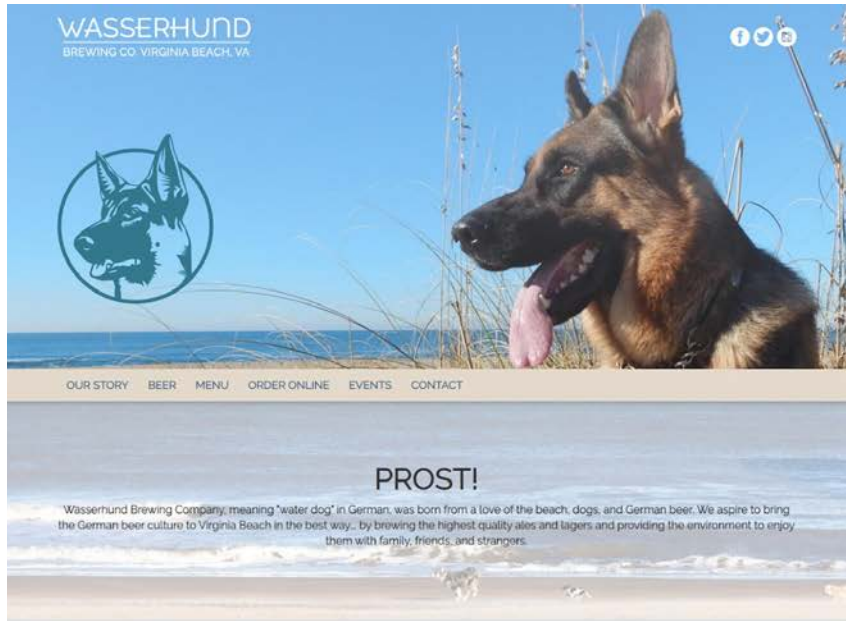 WASSERHUND
BREWING CO. VIRGINIA BEACH, VA
OUR STORY BEER MENU ORDER ONLINE EVENTS CONTACT
PROST!
Wasserhund Brewing Company, meaning "water dog" in German, was born from a love of the beach, dogs, and German beer. We aspire to bring
the German beer culture to Virginia Beach in the best way... by brewing the highest quality ales and lagers and providing the environment to enjoy
them with family, friends, and strangers.